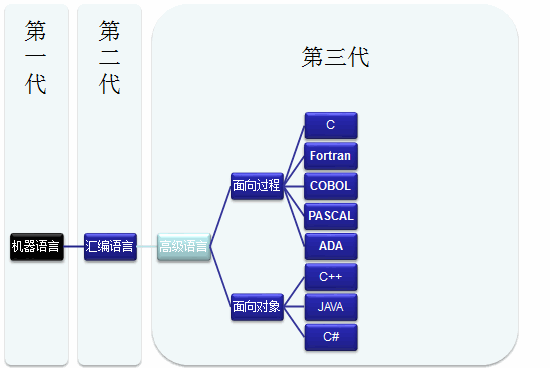 第一代
第二代
第三代
机器语言
汇编语言
高级语言
面向过程
C
Fortran
COBOL
PASCAL
ADA
面向对象
C++
JAVA
C#